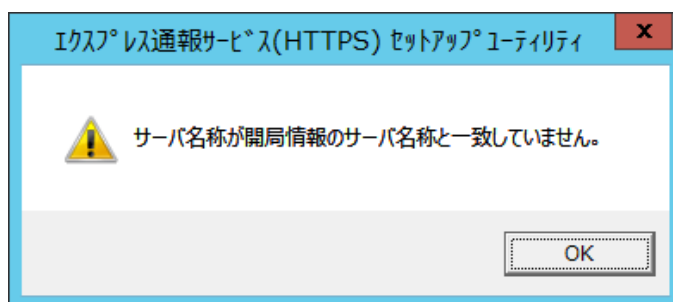 ｴｸｽﾌﾟﾚｽ通報ｻｰﾋﾞｽ(HTTPS) ｾｯﾄｱｯﾌﾟﾕｰﾃｨﾘﾃｨ
x
サーバ名称が開局情報のサーバ名称と一致していません。
OK